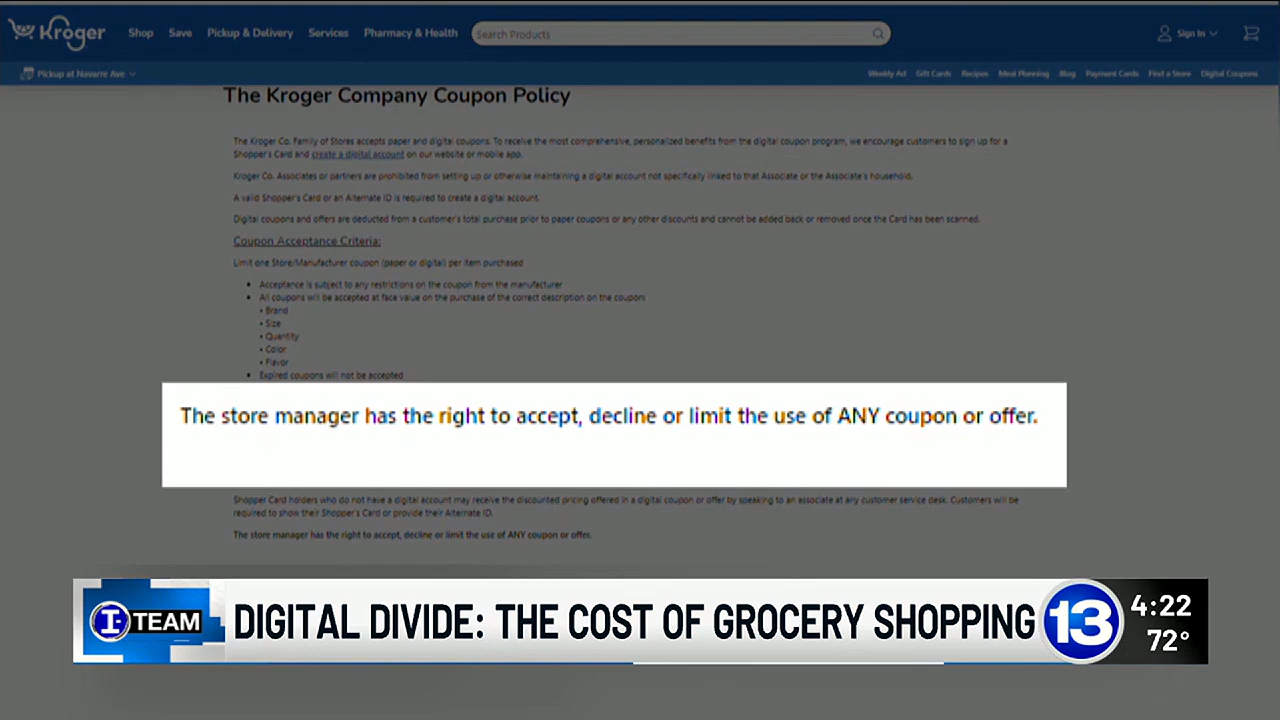 Kroger
Shop Save Pickup & Delivery Services Pharmacy & Health Search Products Sign In
Pickup at Navarre Ave Weekly Ad Gift Cards Recipes Meal Planning Blog Payment Cards Find a Store Digital Coupons
The Kroger Company Coupon Policy
The Kroger Co. Family of Stores accepts paper and digital coupons. To receive the most comprehensive, personalized benefits from the digital coupon program, we encourage customers to sign up for a
Shopper's Card and create a digital account on our website or mobile app.
Kroger Co. Associates or partners are prohibited from setting up or otherwise maintaining a digital account not specifically linked to that Associate or the Associate's household.
A valid Shopper's Card or an Alternate ID is required to create a digital account.
Digital coupons and offers are deducted from a customer's total purchase prior to paper coupons or any other discounts and cannot be added back or removed once the Card has been scanned.
Coupon Acceptance Criteria:
Limit one Store/Manufacturer coupon (paper or digital) per item purchased
• Acceptance is subject to any restrictions on the coupon from the manufacturer
• All coupons will be accepted at face value on the purchase of the correct description on the coupon:
• Brand
• Size
• Quantity
• Color
• Flavor
• Expired coupons will not be accepted
The store manager has the right to accept, decline or limit the use of ANY coupon or offer.
Shopper Card holders who do not have a digital account may receive the discounted pricing offered in a digital coupon or offer by speaking to an associate at any customer service desk. Customers will be
required to show their Shopper's Card or provide their Alternate ID.
The store manager has the right to accept, decline or limit the use of ANY coupon or offer.
I TEAM DIGITAL DIVIDE: THE COST OF GROCERY SHOPPING 13 4:22
72°